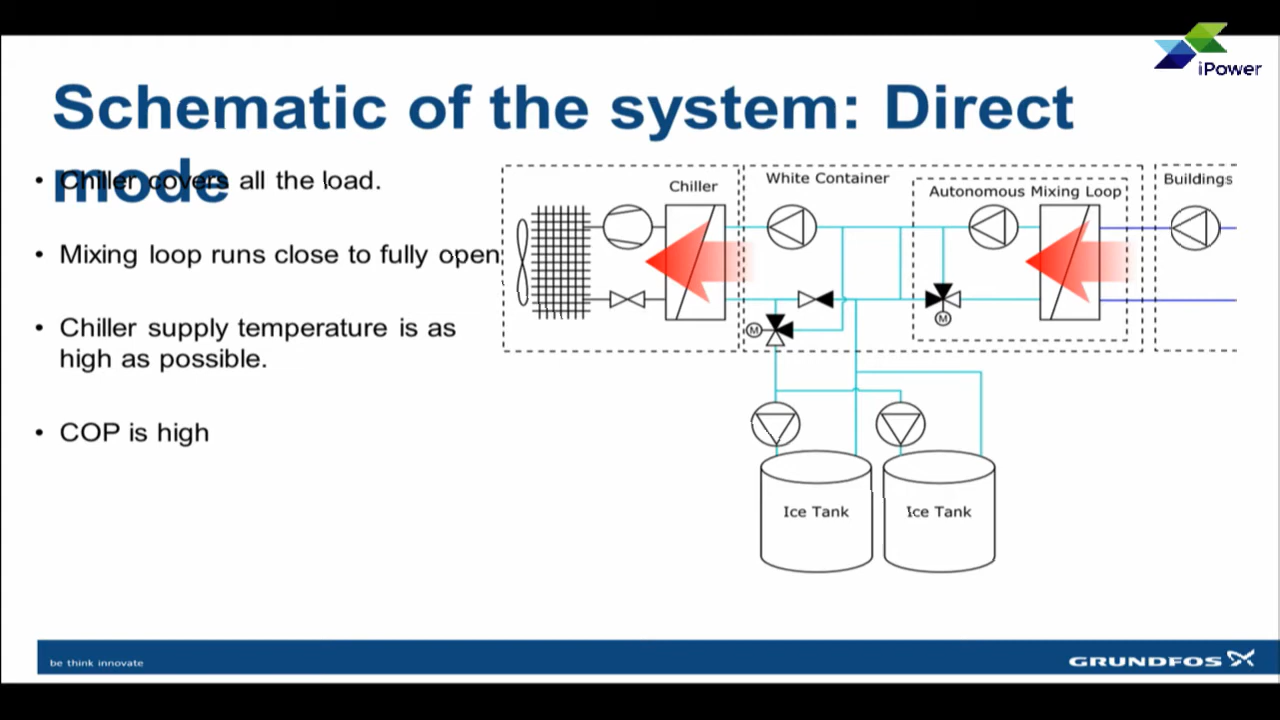 iPower
Schematic of the system: Direct
mode
• Chiller covers all the load.
• Mixing loop runs close to fully open
• Chiller supply temperature is as
high as possible.
• COP is high
Chiller
White Container
Autonomous Mixing Loop
Buildings
M
M
Ice Tank
Ice Tank
be think innovate
GRUNDFOS